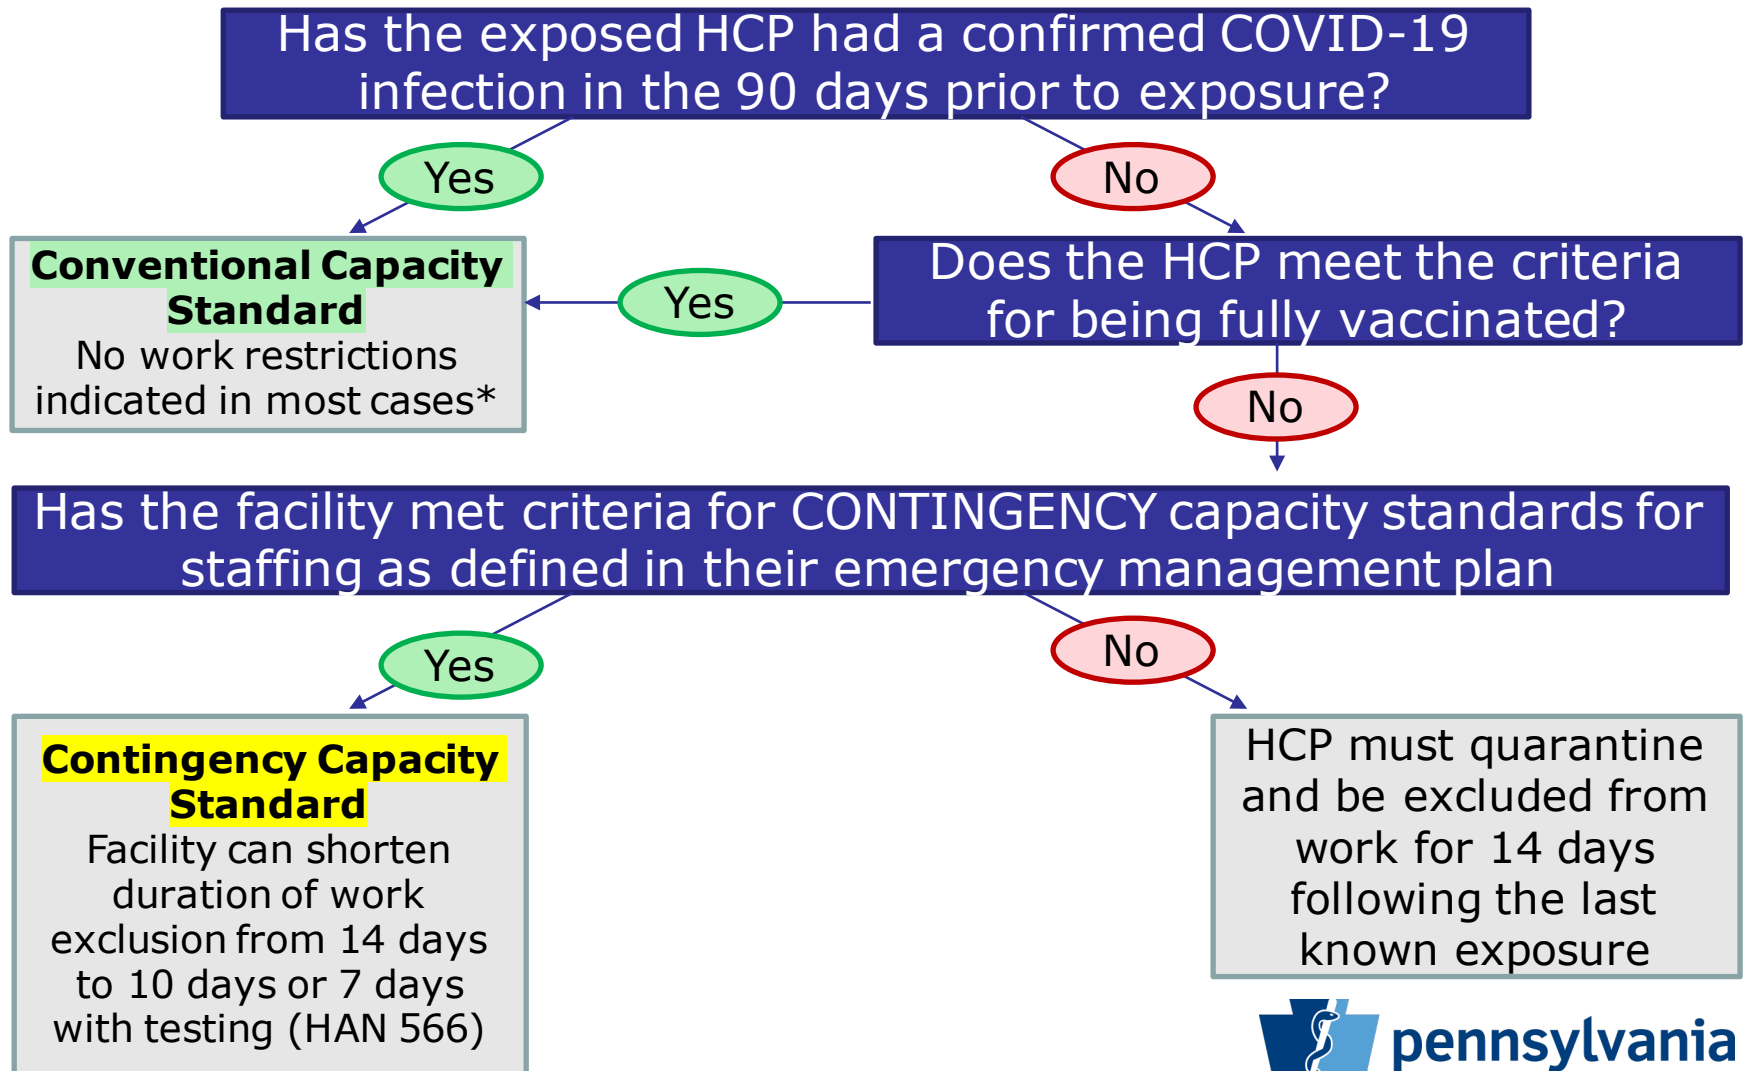 Has the exposed HCP had a confirmed COVID-19
infection in the 90 days prior to exposure?
Yes
No
Conventional Capacity
Standard
No work restrictions
indicated in most cases*
Yes
Does the HCP meet the criteria
for being fully vaccinated?
No
Has the facility met criteria for CONTINGENCY capacity standards for
staffing as defined in their emergency management plan
Yes
No
Contingency Capacity
Standard
Facility can shorten
duration of work
exclusion from 14 days
to 10 days or 7 days
with testing (HAN 566)
HCP must quarantine
and be excluded from
work for 14 days
following the last
known exposure
pennsylvania